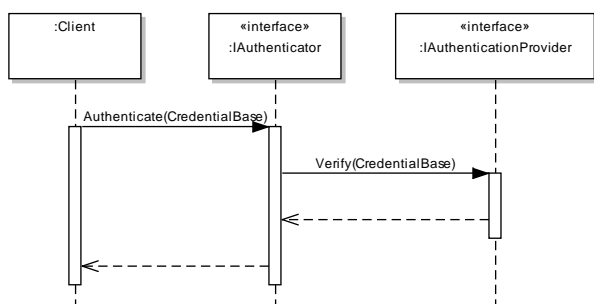 :Client
«interface»
:IAuthenticator
«interface»
:IAuthenticationProvider
Authenticate(CredentialBase)
Verify(CredentialBase)